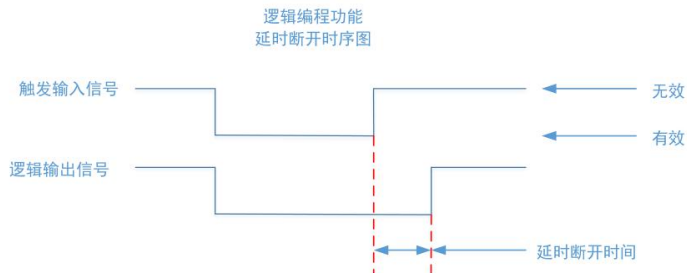 逻辑编程功能
延时断开时序图
触发输入信号
无效
有效
逻辑输出信号
延时断开时间